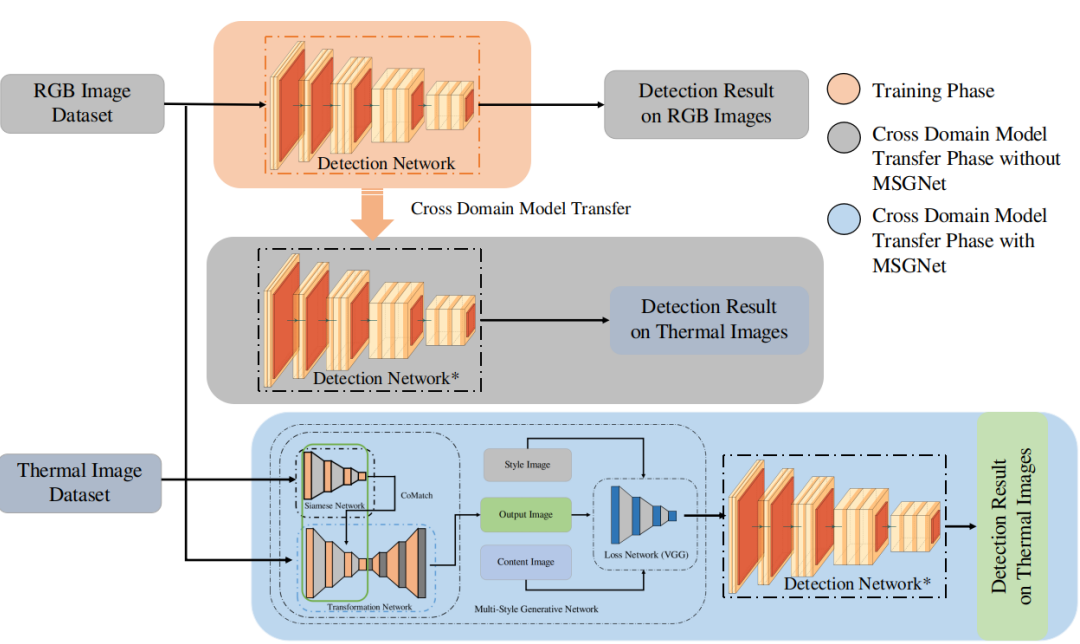 RGB Image
Dataset
Detection Network
Detection Result
on RGB Images
Training Phase
Cross Domain Model
Transfer Phase without
MSGNet
Cross Domain Model
Transfer Phase with
MSGNet
Cross Domain Model Transfer
Detection Network*
Detection Result
on Thermal Images
Thermal Image
Dataset
Siamese Network
CoMatch
Transformation Network
Style Image
Output Image
Content Image
Loss Network (VGG)
Multi-Style Generative Network
Detection Network*
Detection Result
on Thermal Images